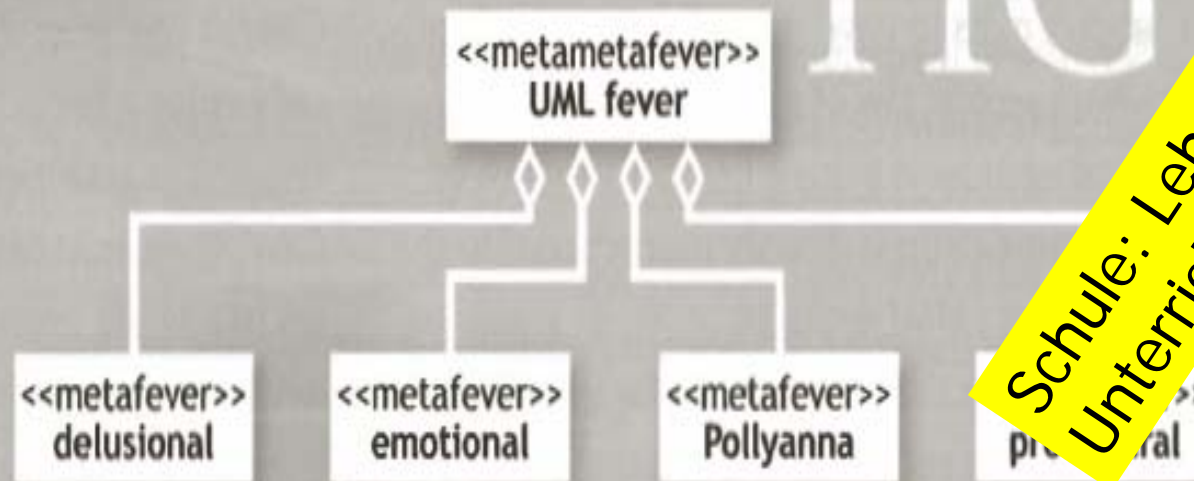 <<metametafever>>
UML fever
<<metafever>>
delusional
<<metafever>>
emotional
<<metafever>>
Pollyanna
Schule: